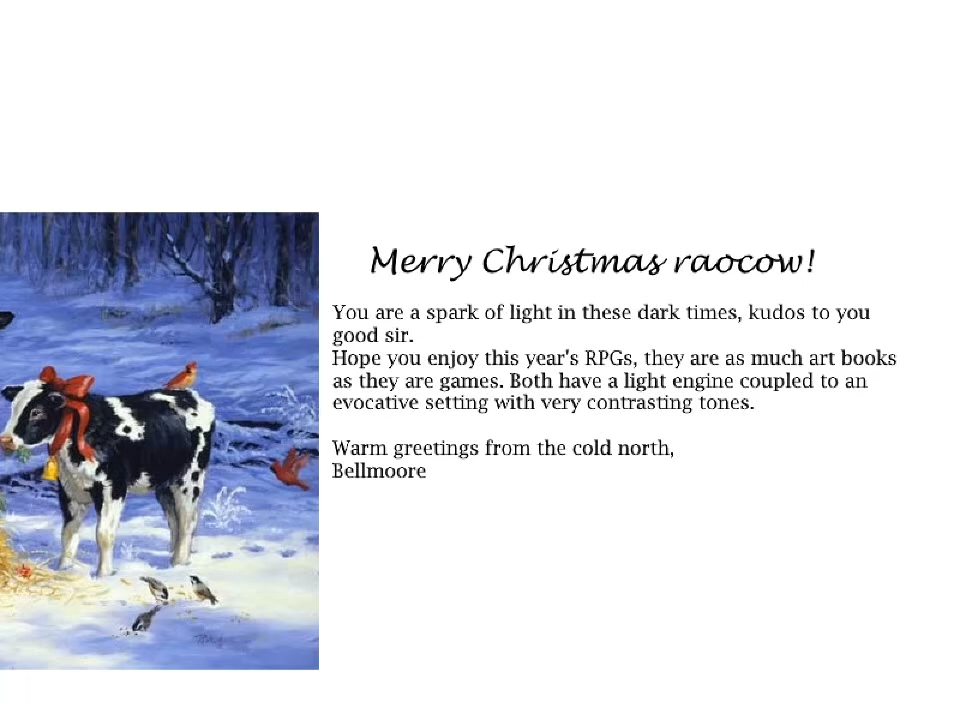 Merry Christmas raocow!
You are a spark of light in these dark times, kudos to you
good sir.
Hope you enjoy this year's RPGs, they are as much art books
as they are games. Both have a light engine coupled to an
evocative setting with very contrasting tones.
Warm greetings from the cold north,
Bellmoore